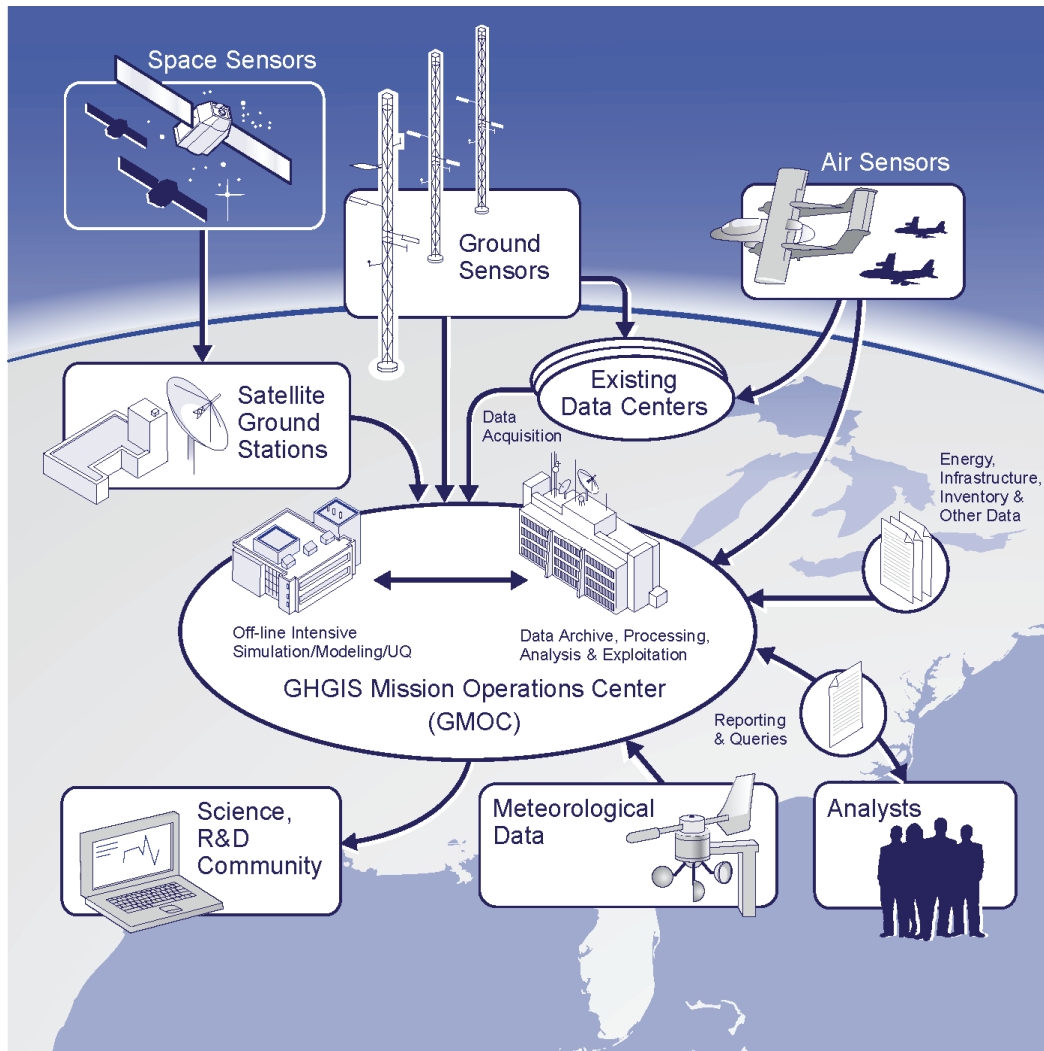 Space Sensors
Air Sensors
Ground
Sensors
Satellite
Ground
Stations
Existing
Data Centers
Data
Acquisition
Energy,
Infrastructure,
Inventory &
Other Data
Off-line Intensive
Simulation/Modeling/UQ
Data Archive, Processing,
Analysis & Exploitation
GHGIS Mission Operations Center
(GMOC)
Reporting
& Queries
Science,
R&D
Community
Meteorological
Data
Analysts